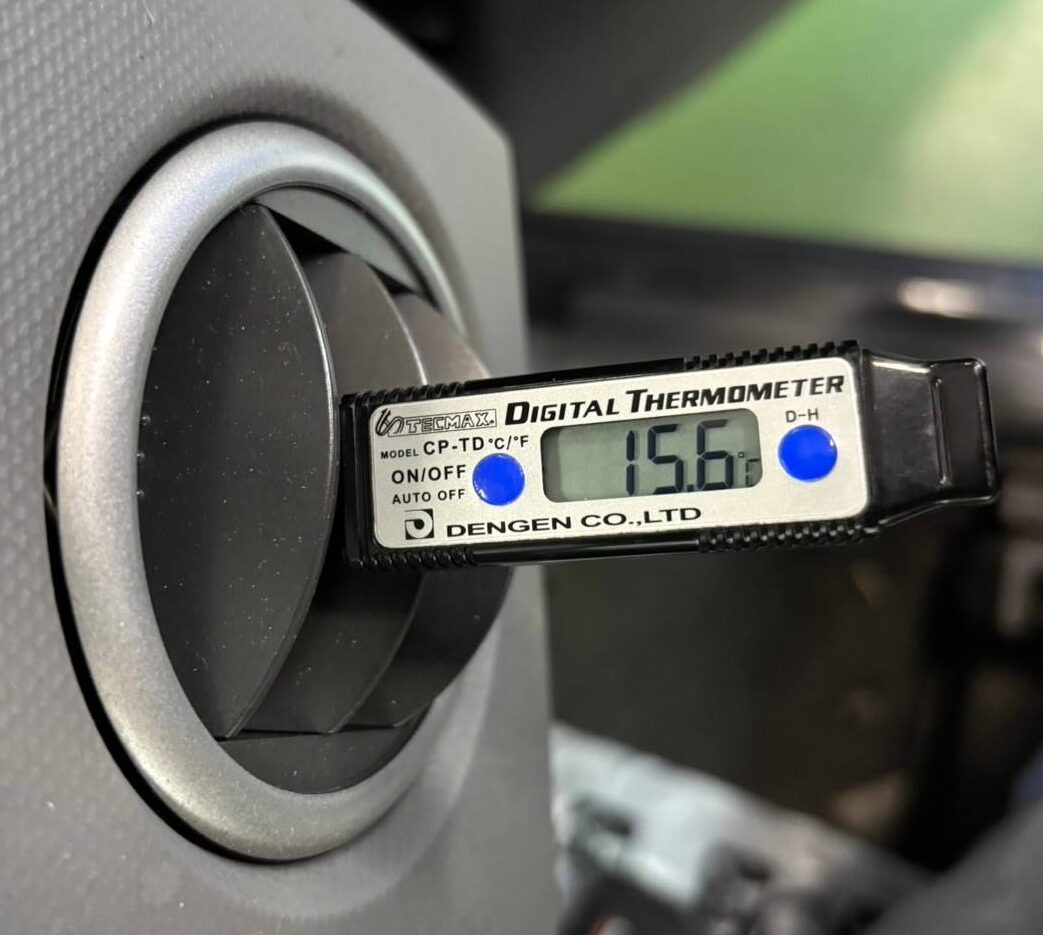 TECMAX. DIGITAL THERMOMETER
MODEL CP-TD °C/°F
D-H
ON/OFF
15.6
AUTO OFF
DENGEN CO.,LTD